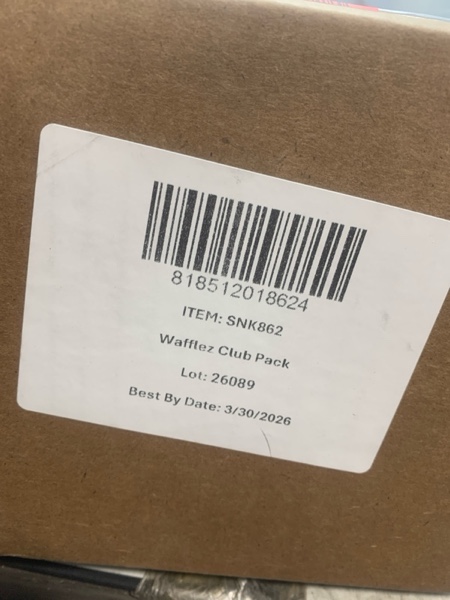 818512018624
ITEM: SNK862
Wafflez Club Pack
Lot: 26089
Best By Date: 3/30/2026